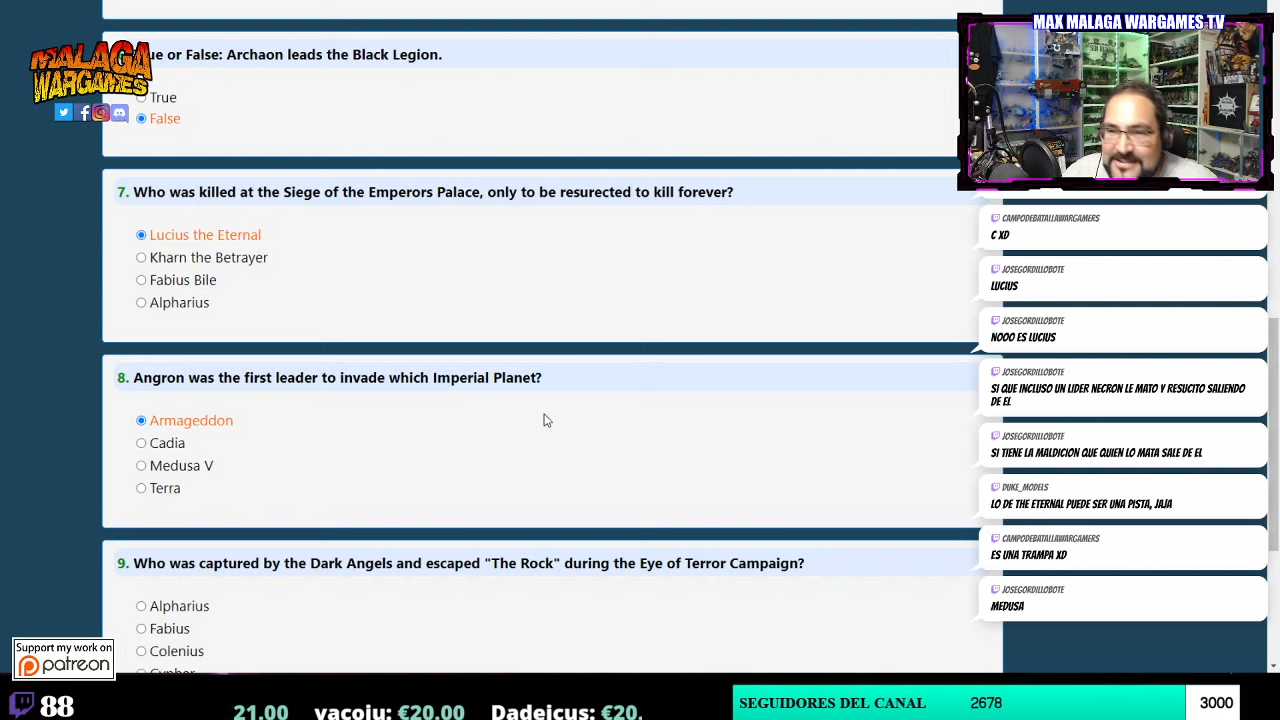 MAX MALAGA WARGAMES TV
MALAGA
WARGAMES
ue or False: Archaon leads the Black Legion.
True
False
7. Who was killed at the Siege of the Emperors Palace, only to be resurected to kill forever?
Lucius the Eternal
Kharn the Betrayer
Fabius Bile
Alpharius
8. Angron was the first leader to invade which Imperial Planet?
Armageddon
Cadia
Medusa V
Terra
9. Who was captured by the Dark Angels and escaped "The Rock" during the Eye of Terror Campaign?
Alpharius
Fabius
Colenius
Cypher
CAMPODEBATALLAWARGAMERS
C XD
JOSEGORDILLOBOTE
LUCIUS
JOSEGORDILLOBOTE
NOOO ES LUCIUS
JOSEGORDILLOBOTE
SI QUE INCLUSO UN LIDER NECRON LE MATO Y RESUCITO SALIENDO
DE EL
JOSEGORDILLOBOTE
SI TIENE LA MALDICION QUE QUIEN LO MATA SALE DE EL
DUKE_MODELS
LO DE THE ETERNAL PUEDE SER UNA PISTA, JAJA
CAMPODEBATALLAWARGAMERS
ES UNA TRAMPA XD
JOSEGORDILLOBOTE
MEDUSA
Support my work on
patreon
88
21.00 yacoiu: €20.00 Dadeicus: €20.
SEGUIDORES DEL CANAL 2678 3000